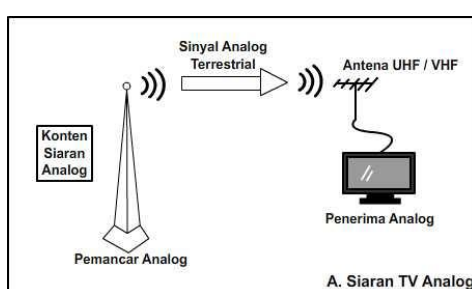 Sinyal Analog
Terrestrial
Antena UHF / VHF
Konten
Siaran
Analog
Penerima Analog
Pemancar Analog
A. Siaran TV Analog